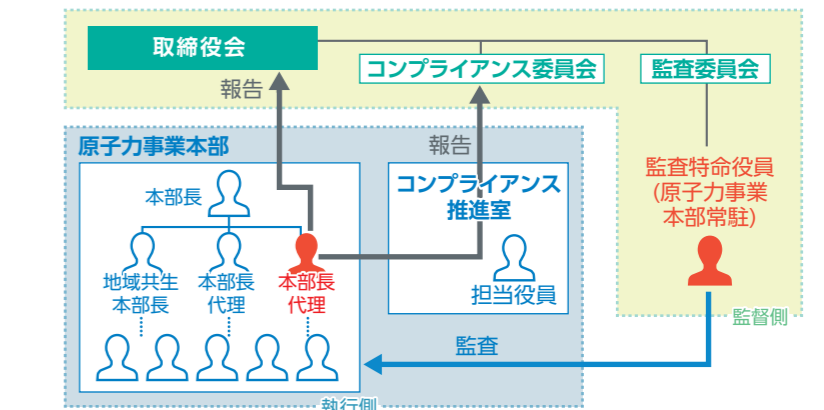 取締役会
コンプライアンス委員会
監査委員会
報告
原子力事業本部
報告
監査特命役員
(原子力事業
本部常駐)
本部長
コンプライアンス
推進室
地域共生
本部長
本部長
代理
本部長
代理
担当役員
監督側
監査
執行側